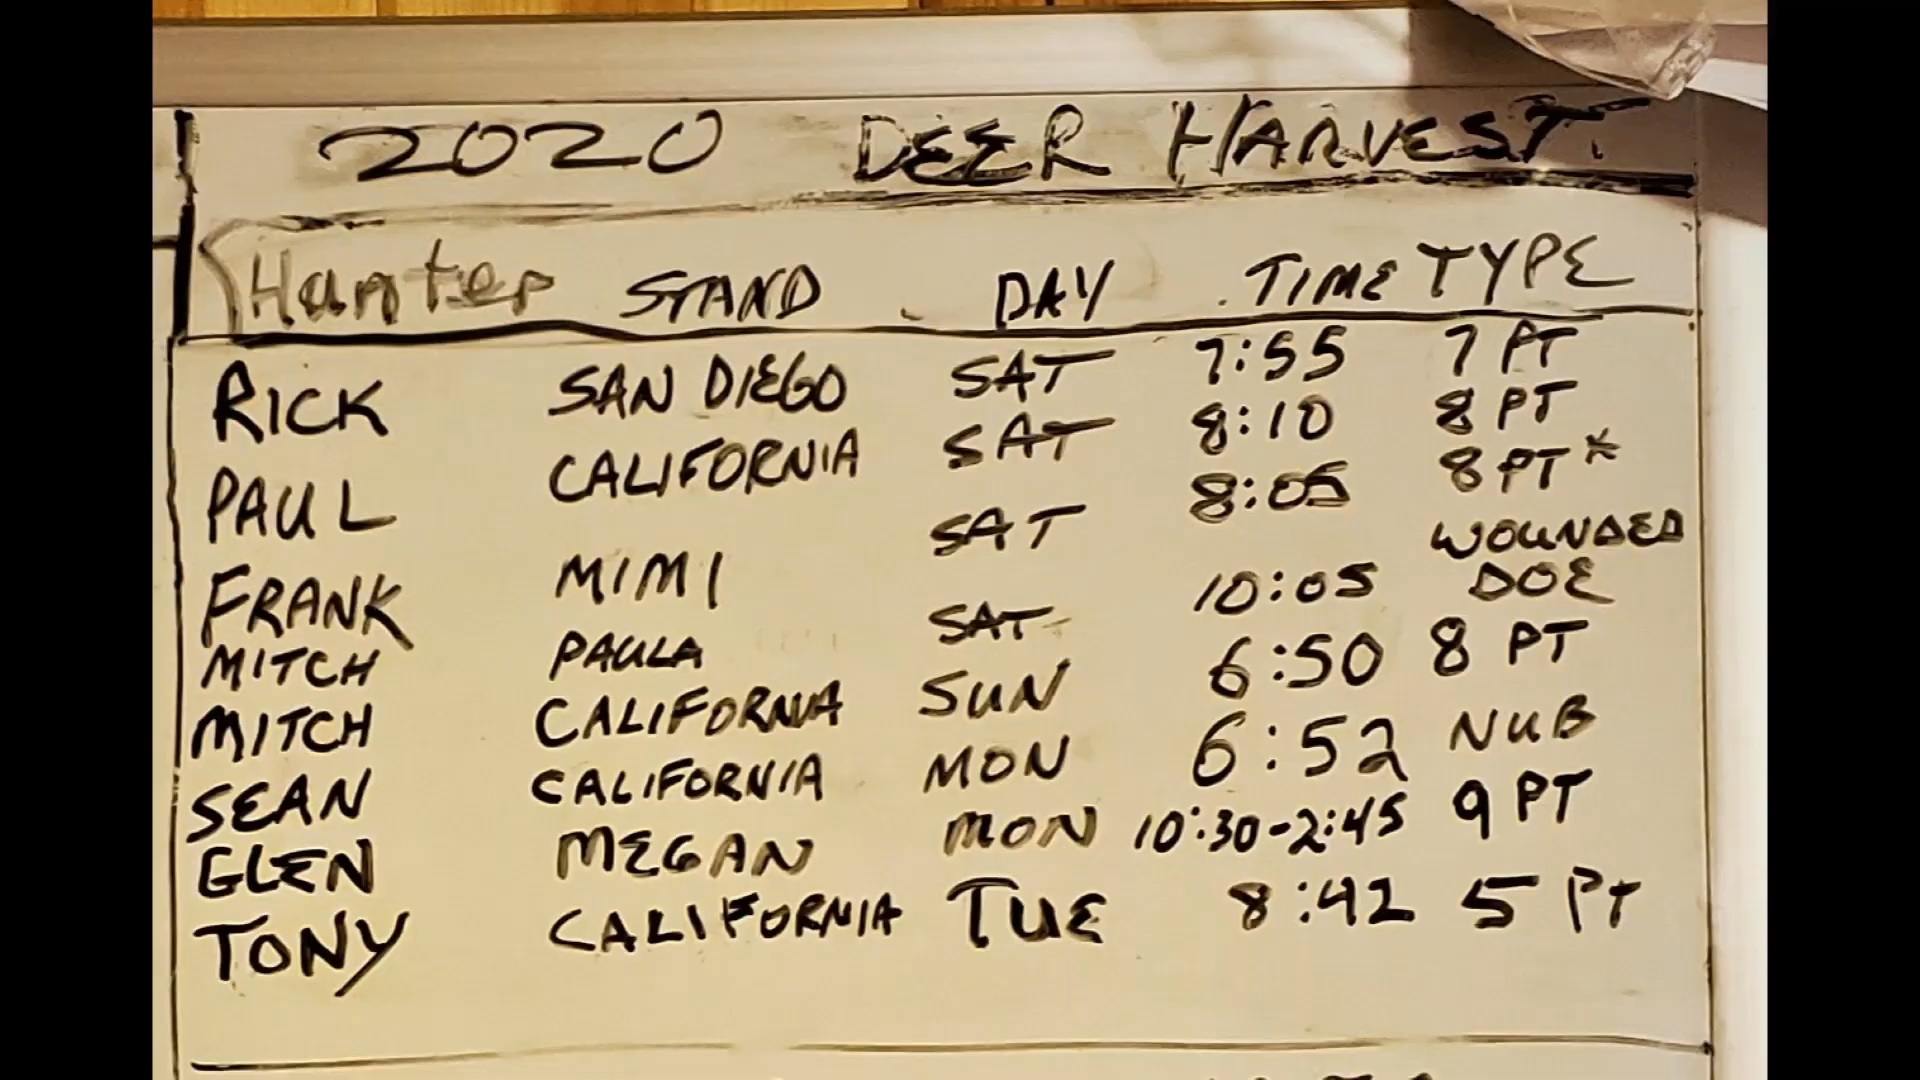 2020 DEER HARVEST
Hunter STAND DAY TIME TYPE
RICK SAN DIEGO SAT 7:55 7 PT
PAUL CALIFORNIA SAT 8:10 8 PT
FRANK MIMI SAT 8:05 8 PT *
WOUNDED
MITCH PAULA SAT 10:05 DOE
MITCH CALIFORNIA SUN 6:50 8 PT
SEAN CALIFORNIA MON 6:52 NUB
GLEN MEGAN MON 10:30-2:45 9 PT
TONY CALIFORNIA TUE 8:42 5 Pt